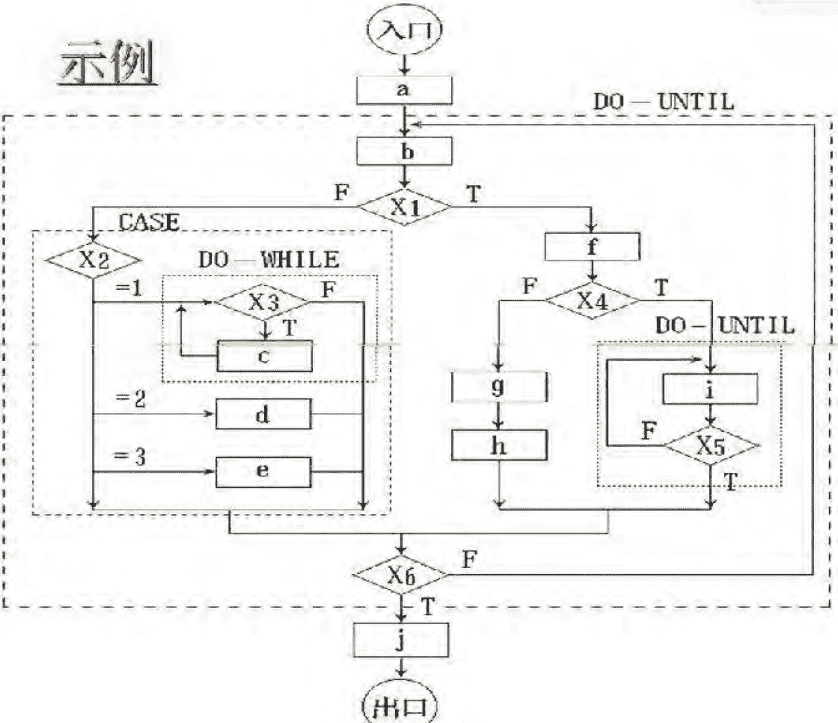 入口
示例
a
DO－UNTIL
b
F
X1
T
CASE
X2
f
DO－WHILE
=1
X3
F
F
X4
T
T
c
DO－UNTIL
=2
d
g
i
F
X5
h
=3
e
T
X6
F
T
j
出口